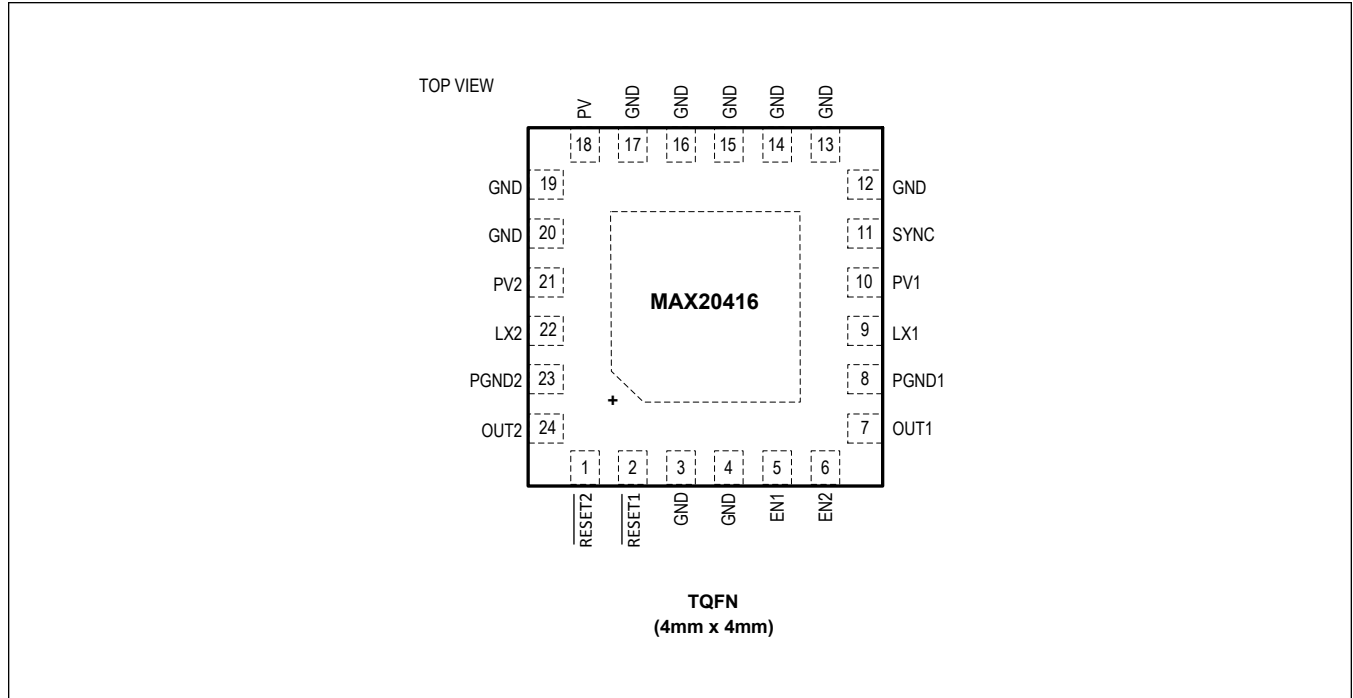 TOP VIEW
PV
GND
GND
GND
GND
GND
18
17
16
15
14
13
GND 19
12 GND
GND 20
11 SYNC
PV2 21
10 PV1
MAX20416
LX2 22
9 LX1
PGND2 23
8 PGND1
+
OUT2 24
7 OUT1
1
2
3
4
5
6
RESET2
RESET1
GND
GND
EN1
EN2
TQFN
(4mm x 4mm)